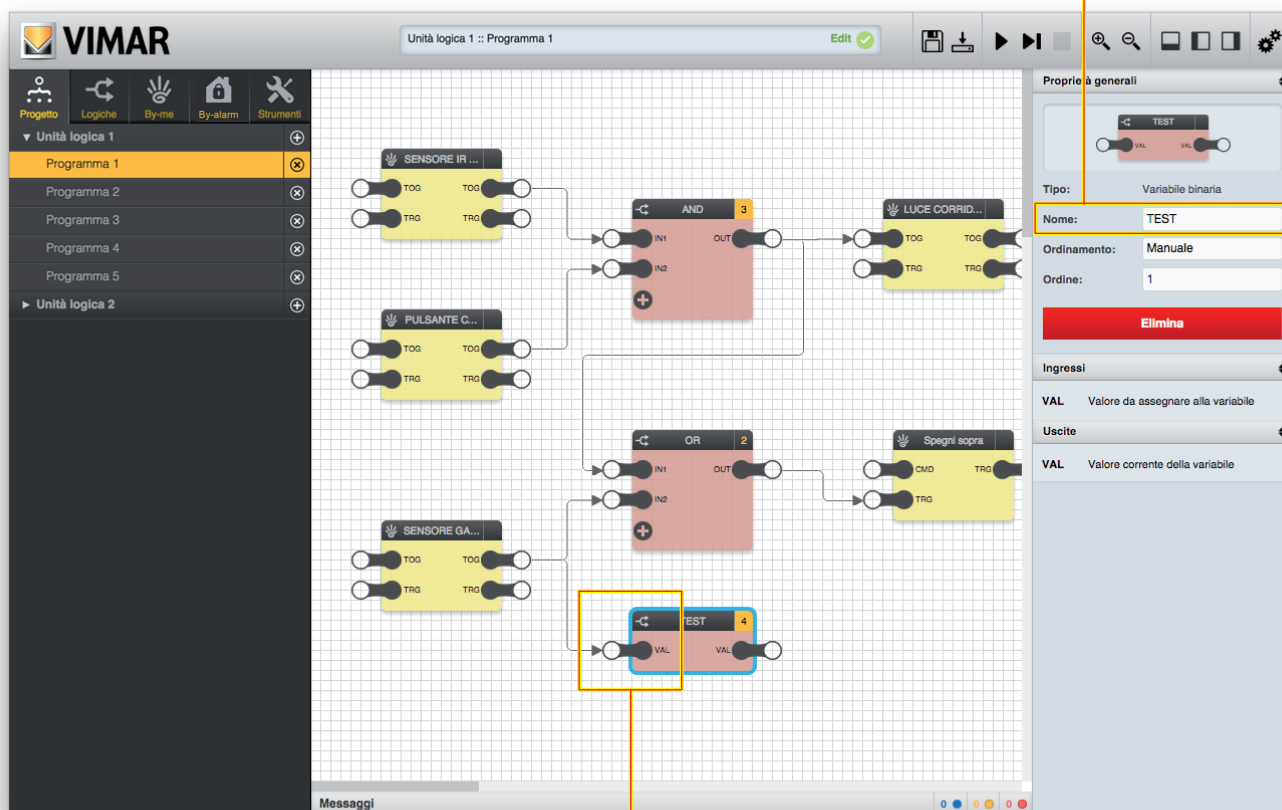 VIMAR
Unità logica 1 :: Programma 1
Edit
Progetto
Logiche
By-me
By-alarm
Strumenti
Unità logica 1
Programma 1
Programma 2
Programma 3
Programma 4
Programma 5
Unità logica 2
SENSORE IR ...
TOG TOG
TRG TRG
PULSANTE C...
TOG TOG
TRG TRG
SENSORE GA...
TOG TOG
TRG TRG
AND 3
IN1 OUT
IN2
OR 2
IN1 OUT
IN2
TEST 4
VAL VAL
LUCE CORRID...
TOG TOG
TRG TRG
Spegni sopra
CMD TRG
TRG
Messaggi
0 0 0
Proprietà generali
TEST
VAL VAL
Tipo: Variabile binaria
Nome: TEST
Ordinamento: Manuale
Ordine: 1
Elimina
Ingressi
VAL Valore da assegnare alla variabile
Uscite
VAL Valore corrente della variabile